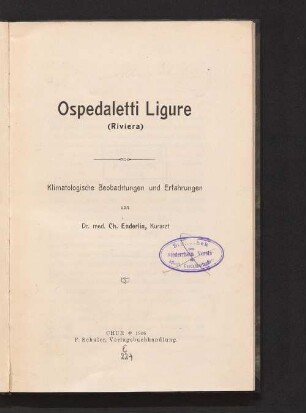 Ospedaletti Ligure
(Riviera)
Klimatologische Beobachtungen und Erfahrungen
von
Dr. med. Ch. Enderlin, Kurarzt
CHUR
F. Schuler, Verlagsbuchhandlung.